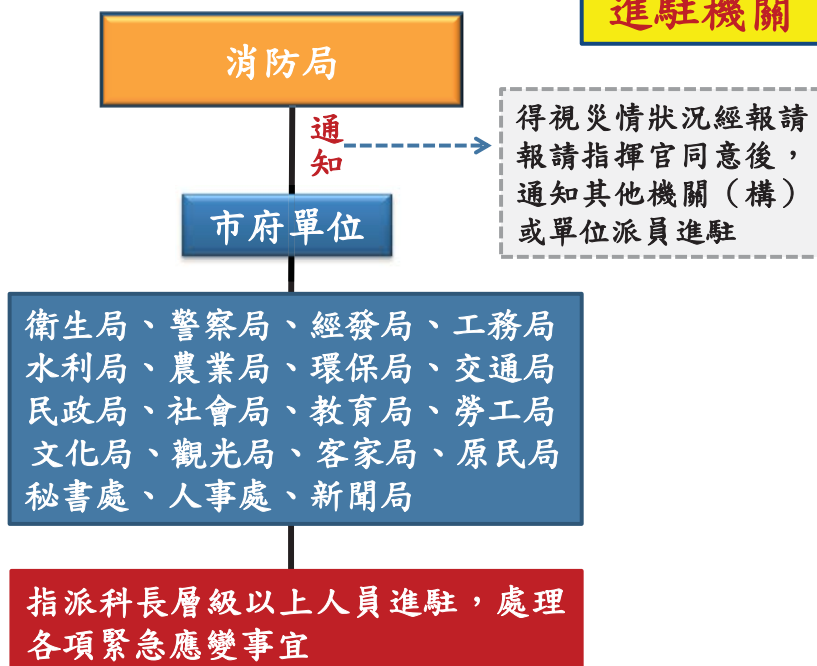 進駐機關
消防局
通
知
得視災情狀況經報請
報請指揮官同意後，
通知其他機關（構）
或單位派員進駐
市府單位
衛生局、警察局、經發局、工務局
水利局、農業局、環保局、交通局
民政局、社會局、教育局、勞工局
文化局、觀光局、客家局、原民局
秘書處、人事處、新聞局
指派科長層級以上人員進駐，處理
各項緊急應變事宜